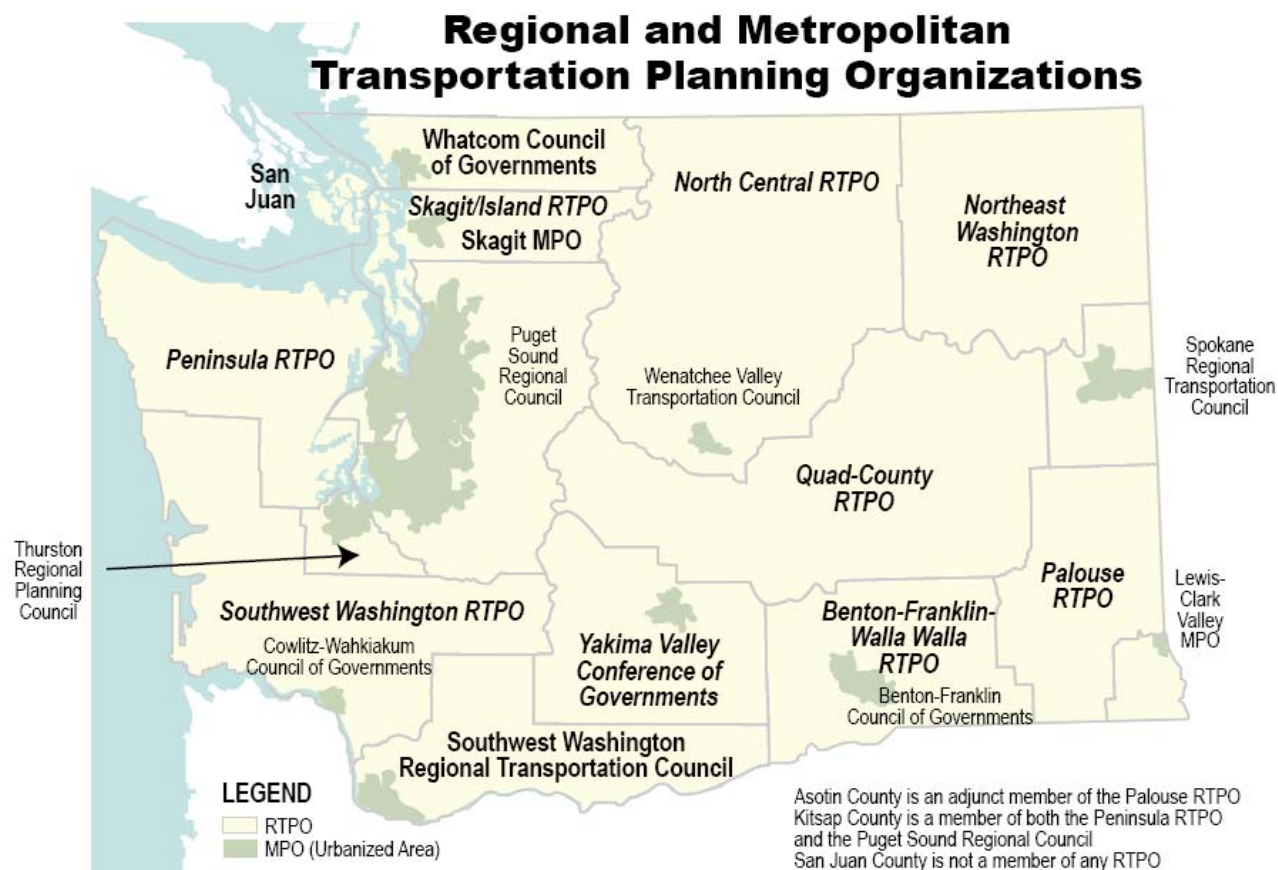 Regional and Metropolitan
Transportation Planning Organizations
Whatcom Council
of Governments
San
Juan
Skagit/Island RTPO
Skagit MPO
North Central RTPO
Northeast
Washington
RTPO
Peninsula RTPO
Puget
Sound
Regional
Council
Wenatchee Valley
Transportation Council
Spokane
Regional
Transportation
Council
Quad-County
RTPO
Thurston
Regional
Planning
Council
Southwest Washington RTPO
Cowlitz-Wahkiakum
Council of Governments
Yakima Valley
Conference of
Governments
Benton-Franklin-
Walla Walla
RTPO
Benton-Franklin
Council of Governments
Palouse
RTPO
Lewis-
Clark
Valley
MPO
Southwest Washington
Regional Transportation Council
LEGEND
RTPO
MPO (Urbanized Area)
Asotin County is an adjunct member of the Palouse RTPO
Kitsap County is a member of both the Peninsula RTPO
and the Puget Sound Regional Council
San Juan County is not a member of any RTPO